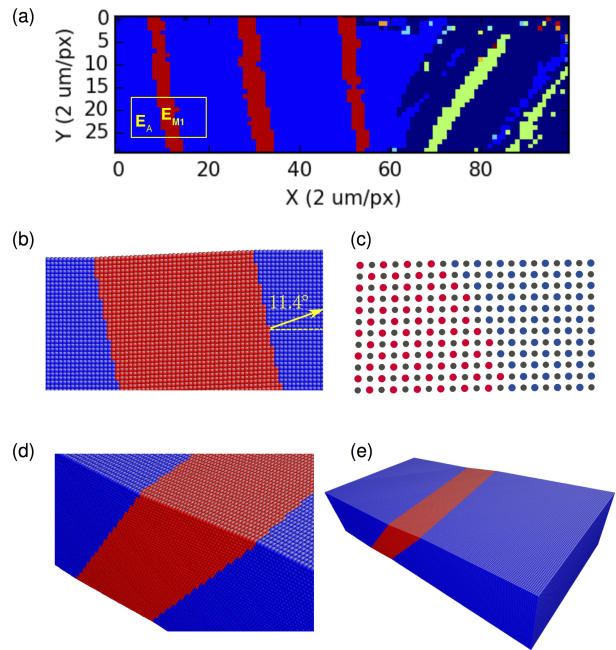 (a)
0
5
10
15
20
25
Y (2 um/px)
E_A E_M1
0 20 40 60 80
X (2 um/px)
(b) (c)
11.4°
(d) (e)